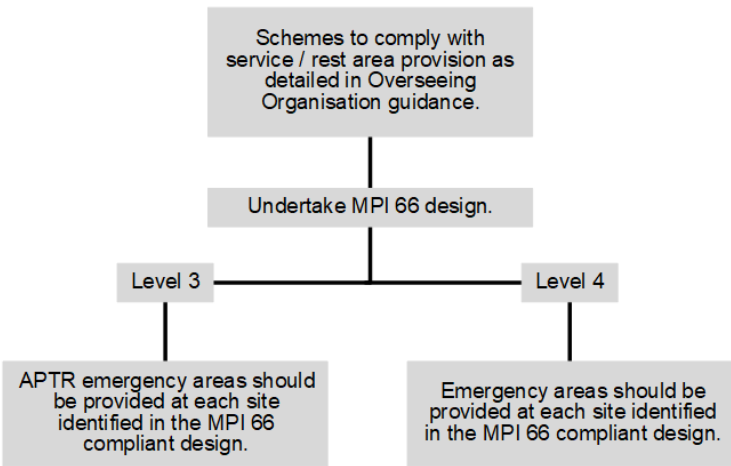 Schemes to comply with
service / rest area provision as
detailed in Overseeing
Organisation guidance.
Undertake MPI 66 design.
Level 3
Level 4
APTR emergency areas should
be provided at each site
identified in the MPI 66
compliant design.
Emergency areas should be
provided at each site identified
in the MPI 66 compliant design.